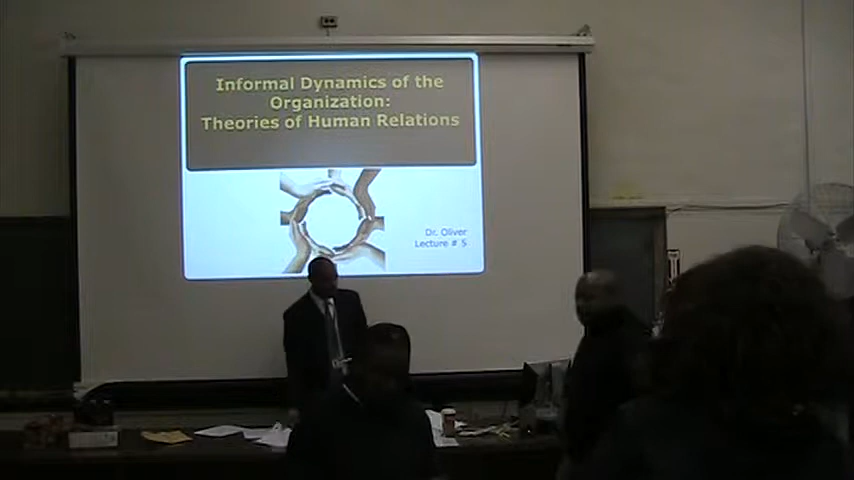 Informal Dynamics of the
Organization:
Theories of Human Relations
Dr. Oliver
Lecture # 5